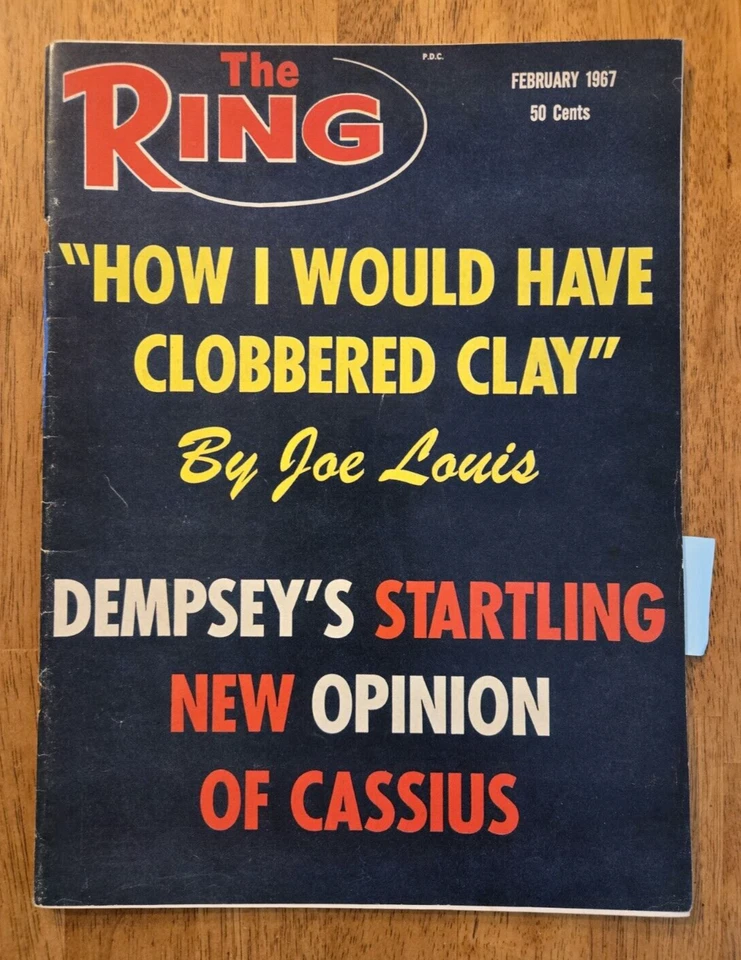 The
RING
P.D.C.
FEBRUARY 1967
50 Cents
"HOW I WOULD HAVE
CLOBBERED CLAY"
By Joe Louis
DEMPSEY'S STARTLING
NEW OPINION
OF CASSIUS